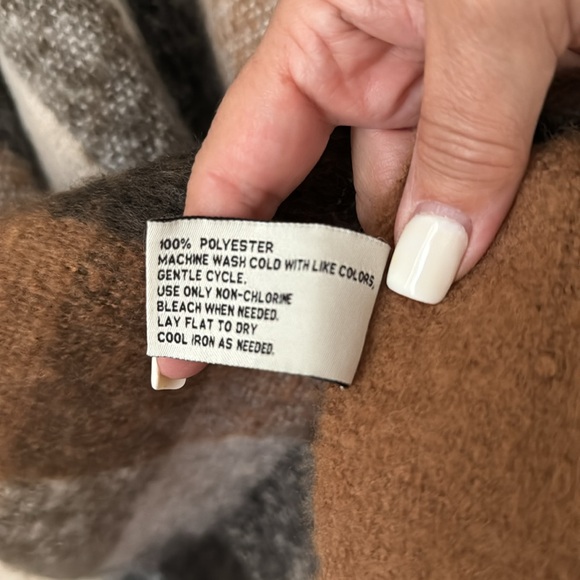 100% POLYESTER
MACHINE WASH COLD WITH LIKE COLORS,
GENTLE CYCLE.
USE ONLY NON-CHLORINE
BLEACH WHEN NEEDED.
LAY FLAT TO DRY
COOL IRON AS NEEDED.